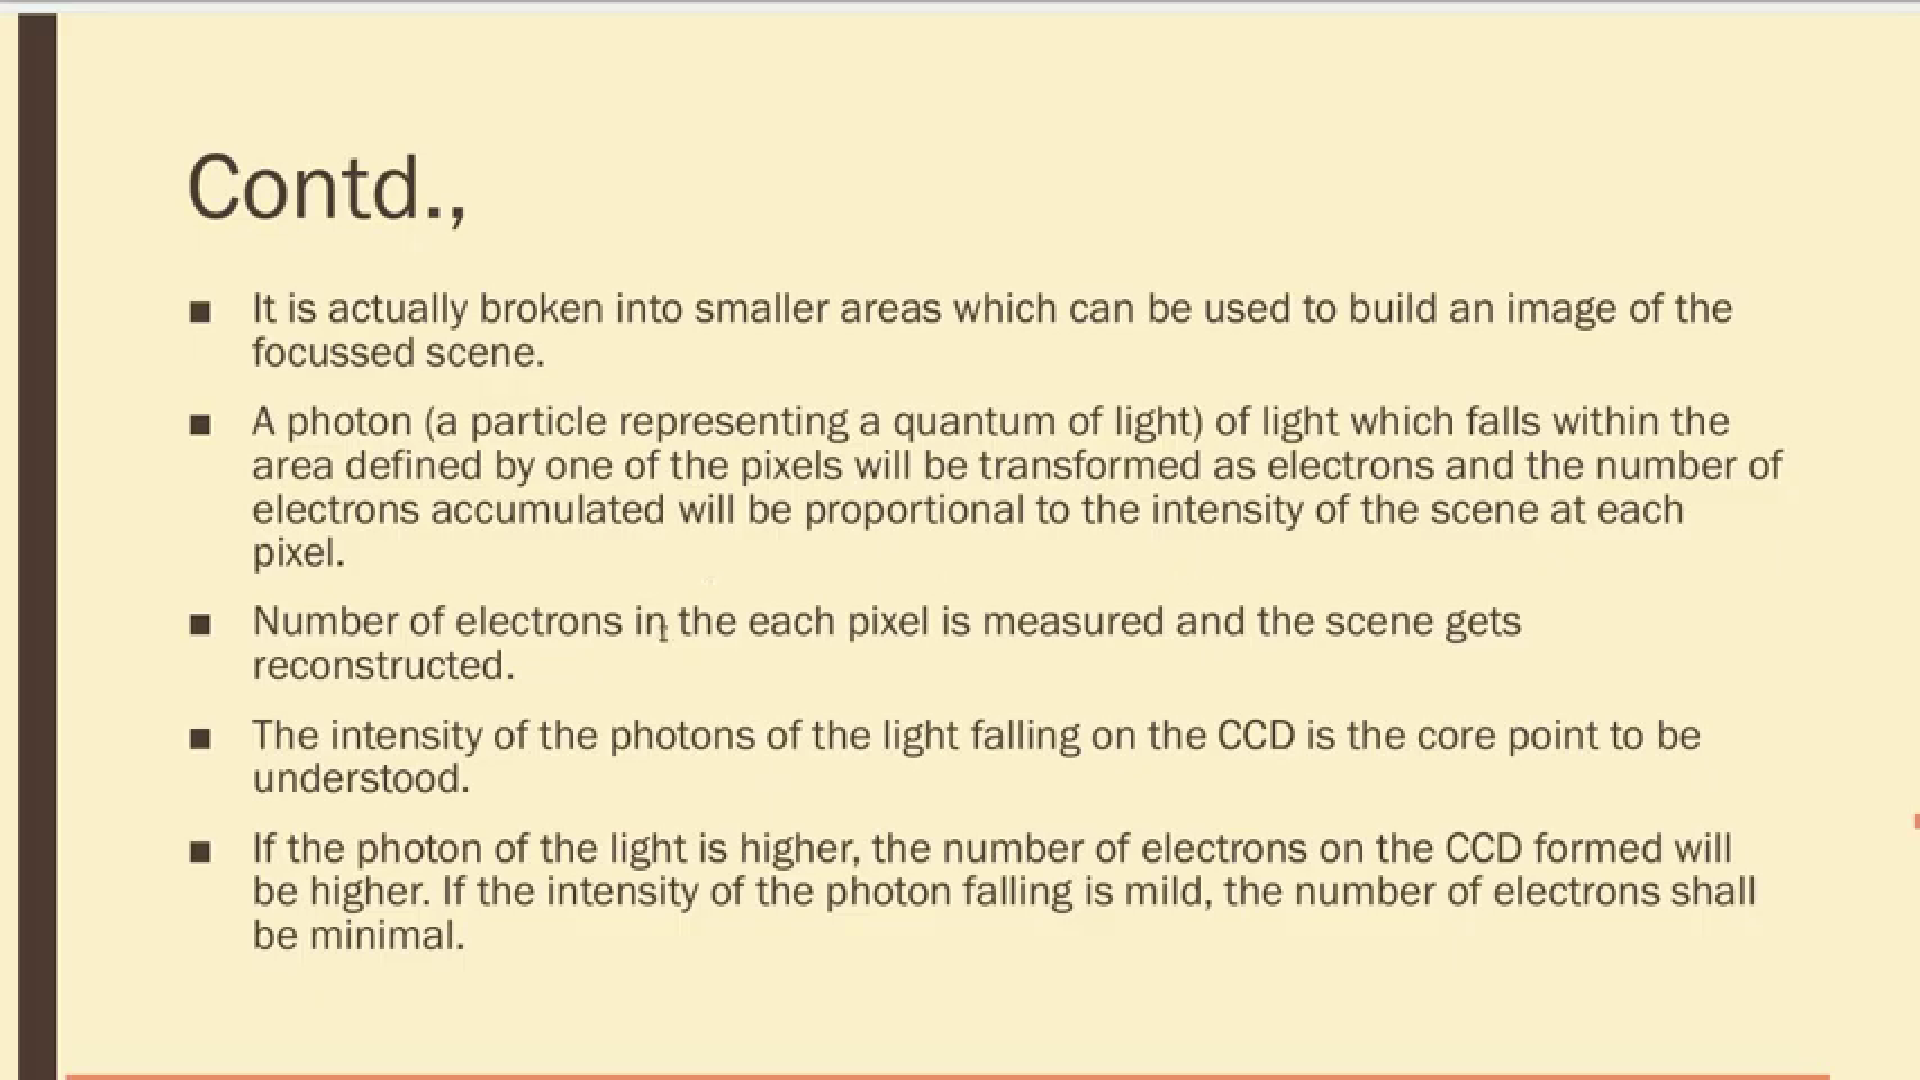 Contd.,
■ It is actually broken into smaller areas which can be used to build an image of the
focussed scene.
■ A photon (a particle representing a quantum of light) of light which falls within the
area defined by one of the pixels will be transformed as electrons and the number of
electrons accumulated will be proportional to the intensity of the scene at each
pixel.
■ Number of electrons in the each pixel is measured and the scene gets
reconstructed.
■ The intensity of the photons of the light falling on the CCD is the core point to be
understood.
■ If the photon of the light is higher, the number of electrons on the CCD formed will
be higher. If the intensity of the photon falling is mild, the number of electrons shall
be minimal.